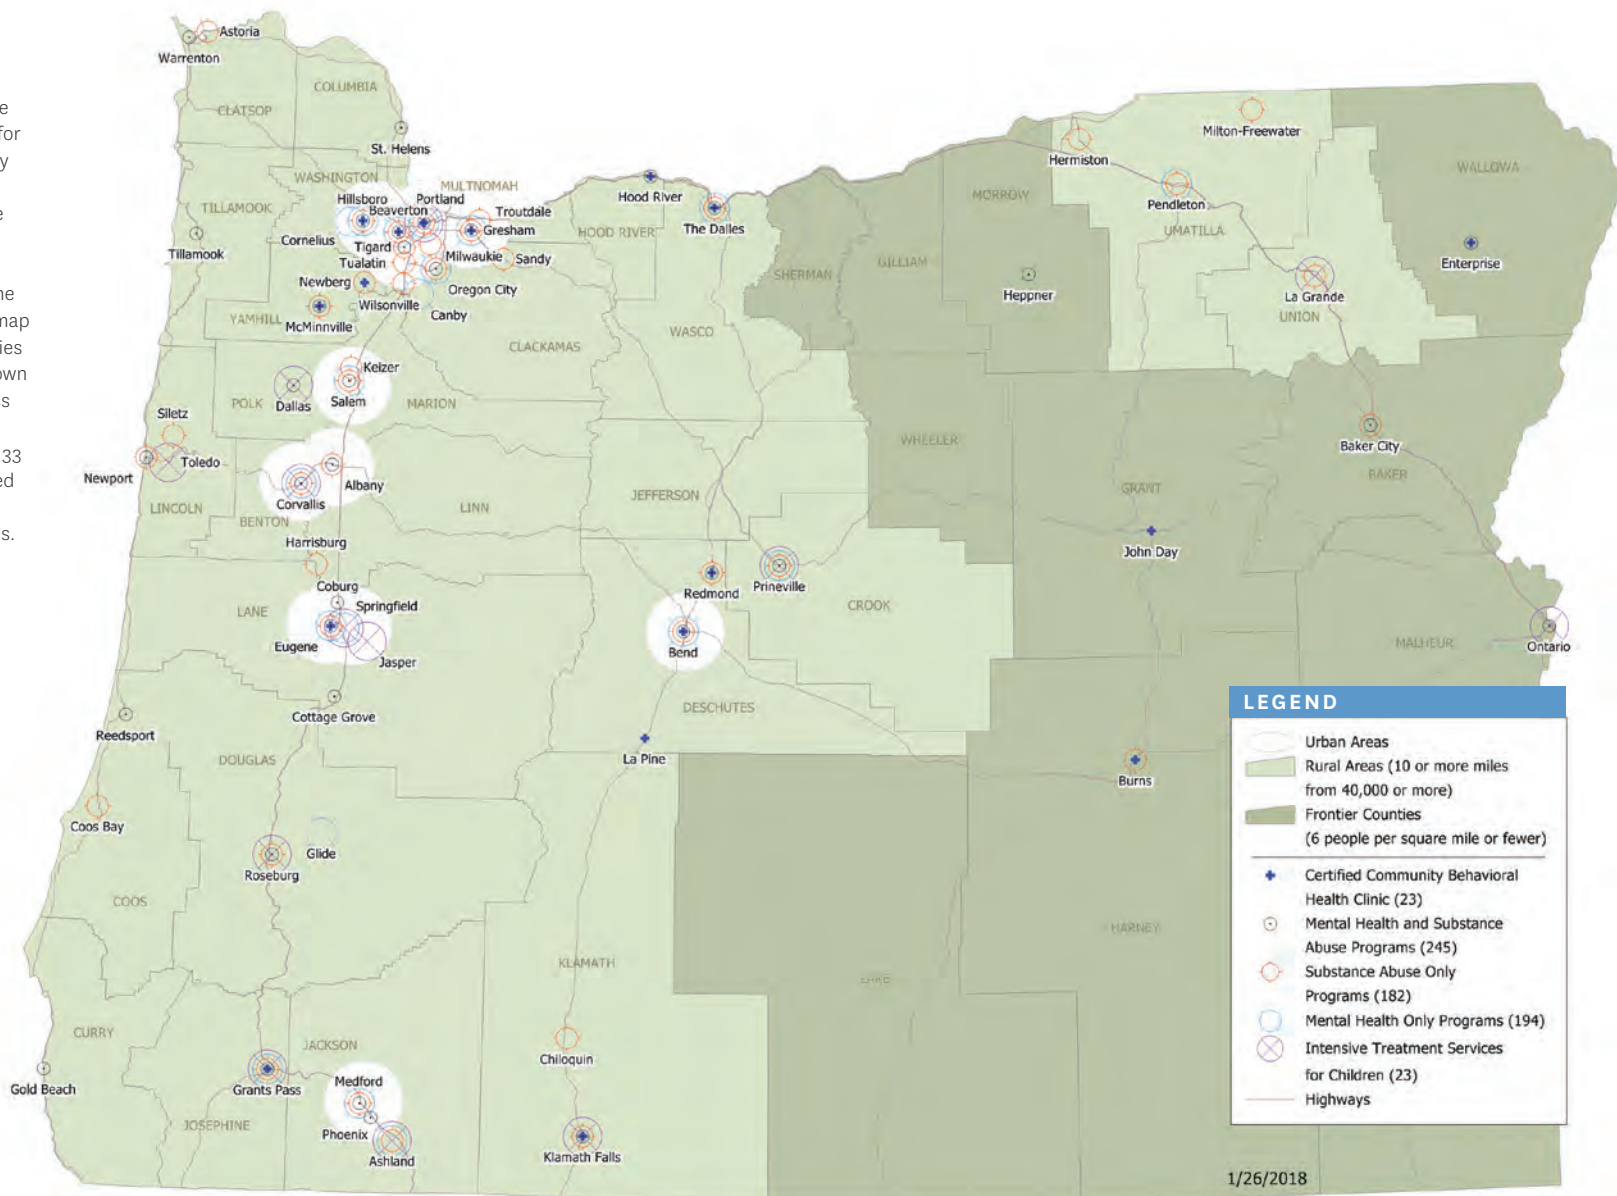 e
for
y
e
ne
map
ies
own
ss
33
ed
s.
Astoria
Warrenton
COLUMBIA
CLATSOP
St. Helens
WASHINGTON
MULTNOMAH
Hillsboro
Portland
Beaverton
Troutdale
Cornelius
Tigard
Gresham
Tualatin
Milwaukie
Sandy
Newberg
Oregon City
Wilsonville
Canby
McMinnville
YAMHILL
TILLAMOOK
Tillamook
Hood River
HOOD RIVER
The Dalles
SHERMAN
GILLIAM
MORROW
Heppner
Hermiston
Milton-Freewater
Pendleton
UMATILLA
WALLOWA
Enterprise
La Grande
UNION
WASCO
CLACKAMAS
Keizer
Salem
Dallas
POLK
MARION
Siletz
Toledo
Newport
LINCOLN
Corvallis
Albany
BENTON
LINN
JEFFERSON
WHEELER
GRANT
Baker City
BAKER
Harrisburg
Coburg
Springfield
LANE
Eugene
Jasper
Redmond
Prineville
CROOK
Bend
John Day
MALHEUR
Ontario
Cottage Grove
Reedsport
DESCHUTES
La Pine
Burns
DOUGLAS
Coos Bay
Glide
Roseburg
COOS
HARNEY
KLAMATH
CURRY
Gold Beach
JACKSON
Grants Pass
Medford
JOSEPHINE
Phoenix
Ashland
Chiloquin
Klamath Falls
LEGEND
Urban Areas
Rural Areas (10 or more miles
from 40,000 or more)
Frontier Counties
(6 people per square mile or fewer)
Certified Community Behavioral
Health Clinic (23)
Mental Health and Substance
Abuse Programs (245)
Substance Abuse Only
Programs (182)
Mental Health Only Programs (194)
Intensive Treatment Services
for Children (23)
Highways
1/26/2018